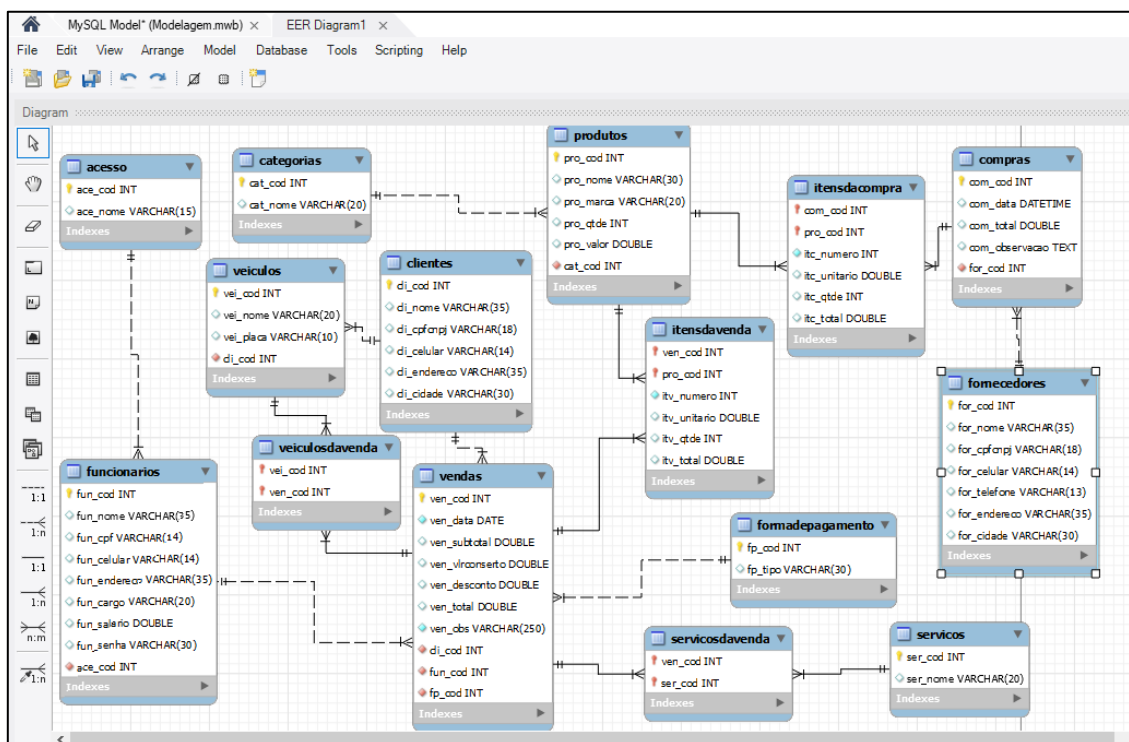 MySQL Model* (Modelagem.mwb) ×
EER Diagram1 ×
File Edit View Arrange Model Database Tools Scripting Help
Diagram
acesso
ace_cod INT
ace_nome VARCHAR(15)
Indexes
categorias
cat_cod INT
cat_nome VARCHAR(20)
Indexes
produtos
pro_cod INT
pro_nome VARCHAR(30)
pro_marca VARCHAR(20)
pro_qtde INT
pro_valor DOUBLE
cat_cod INT
Indexes
itensdacompra
com_cod INT
pro_cod INT
itc_numero INT
itc_unitario DOUBLE
itc_qtde INT
itc_total DOUBLE
Indexes
compras
com_cod INT
com_data DATETIME
com_total DOUBLE
com_observacao TEXT
for_cod INT
Indexes
veiculos
vei_cod INT
vei_nome VARCHAR(20)
vei_placa VARCHAR(10)
cli_cod INT
Indexes
clientes
cli_cod INT
cli_nome VARCHAR(35)
cli_cpfcnpj VARCHAR(18)
cli_celular VARCHAR(14)
cli_endereco VARCHAR(35)
cli_cidade VARCHAR(30)
Indexes
itensdavenda
ven_cod INT
pro_cod INT
itv_numero INT
itv_unitario DOUBLE
itv_qtde INT
itv_total DOUBLE
Indexes
fornecedores
for_cod INT
for_nome VARCHAR(35)
for_cpfcnpj VARCHAR(18)
for_celular VARCHAR(14)
for_telefone VARCHAR(13)
for_endereco VARCHAR(35)
for_cidade VARCHAR(30)
Indexes
veiculosdavenda
vei_cod INT
ven_cod INT
Indexes
funcionarios
fun_cod INT
fun_nome VARCHAR(35)
fun_cpf VARCHAR(14)
fun_celular VARCHAR(14)
fun_endereco VARCHAR(35)
fun_cargo VARCHAR(20)
fun_salario DOUBLE
fun_senha VARCHAR(30)
ace_cod INT
Indexes
vendas
ven_cod INT
ven_data DATE
ven_subtotal DOUBLE
ven_vlrconserto DOUBLE
ven_desconto DOUBLE
ven_total DOUBLE
ven_obs VARCHAR(250)
cli_cod INT
fun_cod INT
fp_cod INT
Indexes
formadepagamento
fp_cod INT
fp_tipo VARCHAR(30)
Indexes
servicosdavenda
ven_cod INT
ser_cod INT
Indexes
servicos
ser_cod INT
ser_nome VARCHAR(20)
Indexes
1:1
1:n
1:1
1:n
n:m
1:n